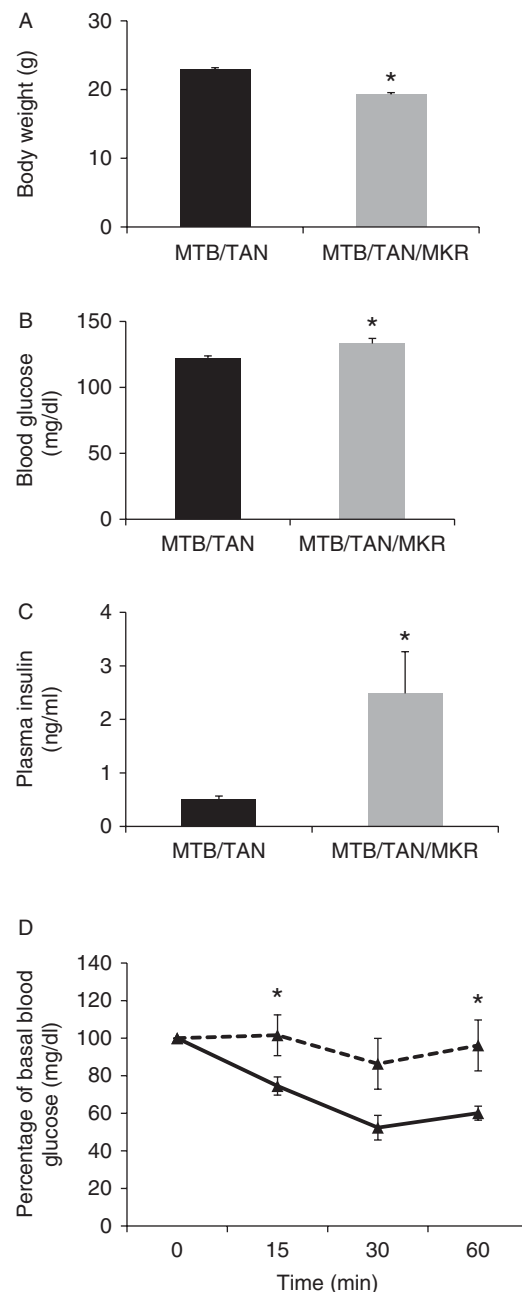 A
Body weight (g)
30
20
10
0
*
MTB/TAN MTB/TAN/MKR
B
Blood glucose
(mg/dl)
150
100
50
0
*
MTB/TAN MTB/TAN/MKR
C
Plasma insulin
(ng/ml)
4
3
2
1
0
*
MTB/TAN MTB/TAN/MKR
D
Percentage of basal blood
glucose (mg/dl)
140
120
100
80
60
40
20
0
* *
0 15 30 60
Time (min)